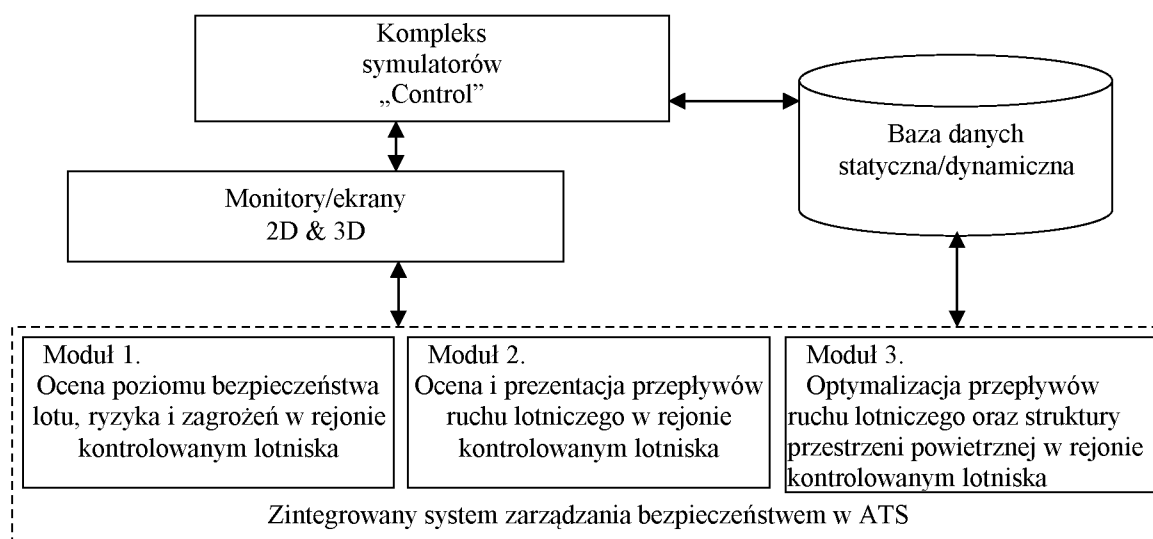 Kompleks
symulatorów
„Control”
Baza danych
statyczna/dynamiczna
Monitory/ekrany
2D & 3D
Moduł 1.
Ocena poziomu bezpieczeństwa
lotu, ryzyka i zagrożeń w rejonie
kontrolowanym lotniska
Moduł 2.
Ocena i prezentacja przepływów
ruchu lotniczego w rejonie
kontrolowanym lotniska
Moduł 3.
Optymalizacja przepływów
ruchu lotniczego oraz struktury
przestrzeni powietrznej w rejonie
kontrolowanym lotniska
Zintegrowany system zarządzania bezpieczeństwem w ATS